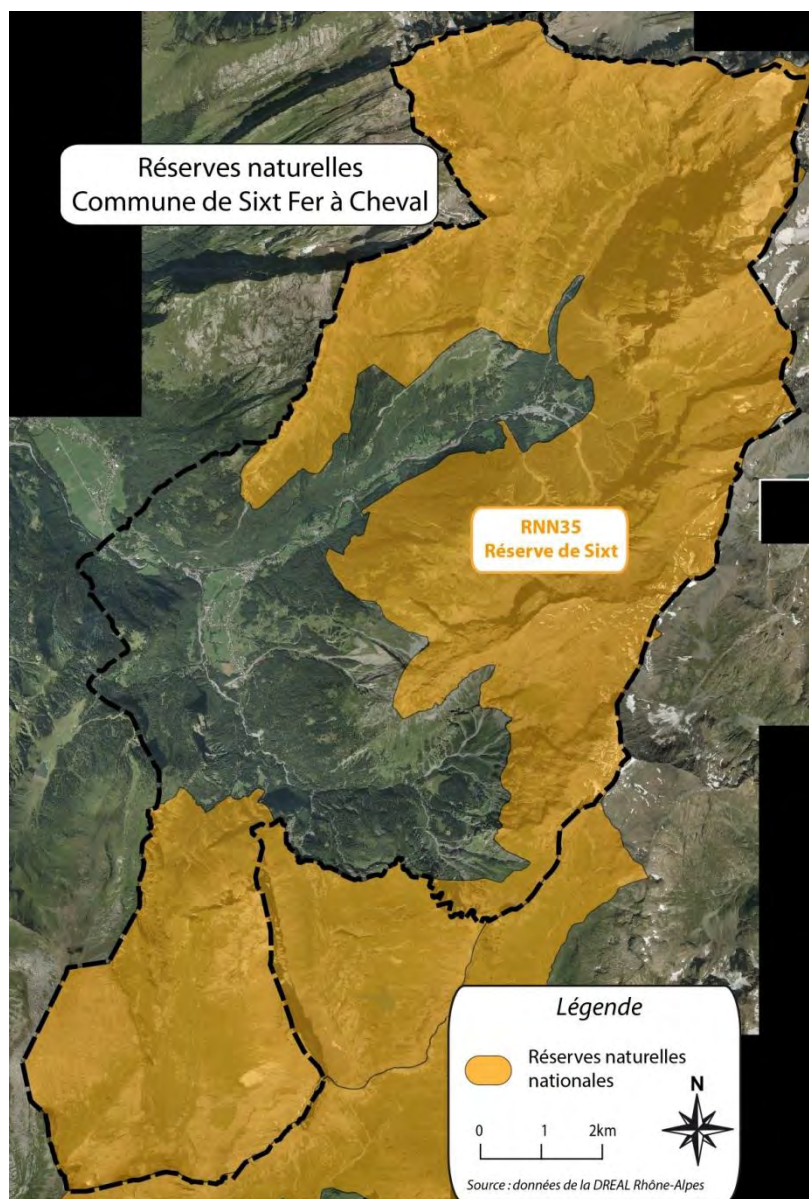 Réserves naturelles
Commune de Sixt Fer à Cheval
RNN35
Réserve de Sixt
Légende
Réserves naturelles
nationales
N
0 1 2km
Source : données de la DREAL Rhône-Alpes